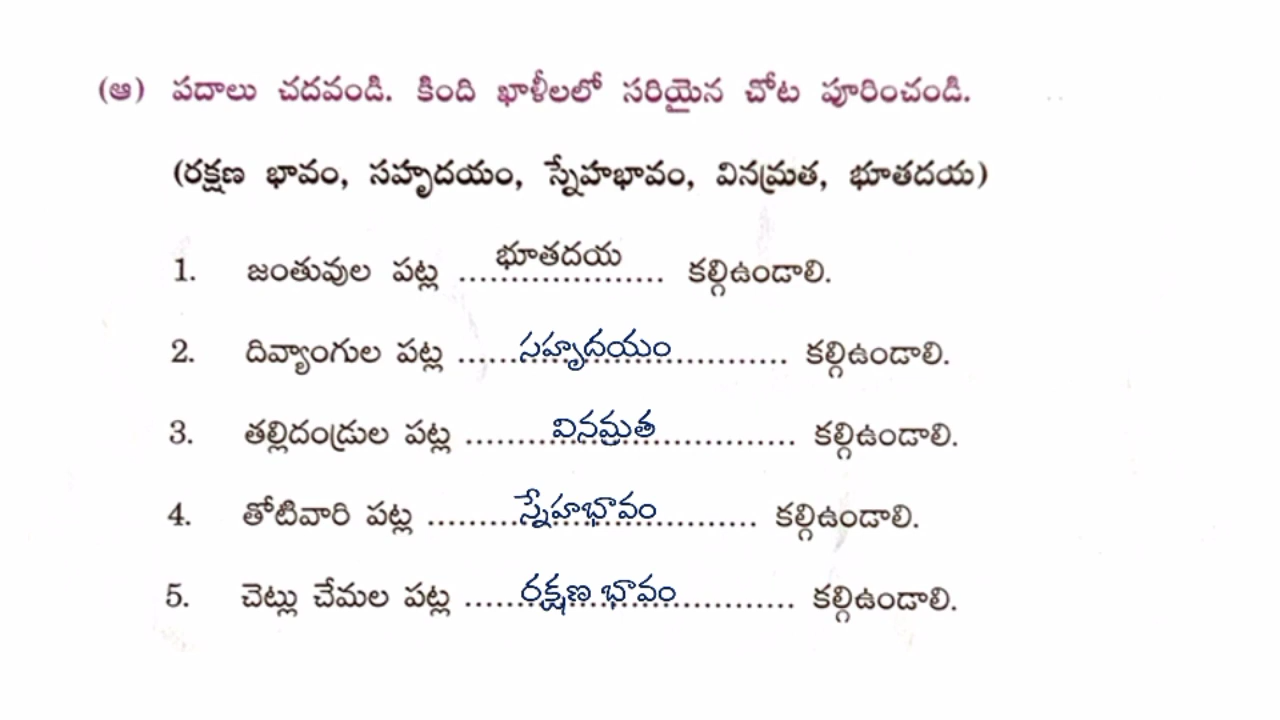 (ఆ) పదాలు చదవండి. కింది ఖాళీలలో సరియైన చోట పూరించండి.
(రక్షణ భావం, సహృదయం, స్నేహభావం, వినమ్రత, భూతదయ)
1. జంతువుల పట్ల ....భూతదయ.... కల్గిఉండాలి.
2. దివ్యాంగుల పట్ల ......సహృదయం............ కల్గిఉండాలి.
3. తల్లిదండ్రుల పట్ల .......వినమ్రత............. కల్గిఉండాలి.
4. తోటివారి పట్ల .......స్నేహభావం.......... కల్గిఉండాలి.
5. చెట్లు చేమల పట్ల ......రక్షణ భావం........... కల్గిఉండాలి.